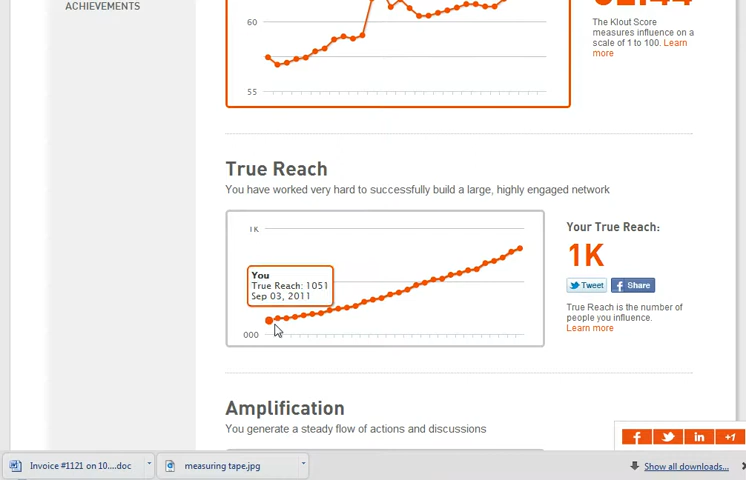 ACHIEVEMENTS
60
55
The Klout Score
measures influence on a
scale of 1 to 100. Learn
more
True Reach
You have worked very hard to successfully build a large, highly engaged network
1K
You
True Reach: 1051
Sep 03, 2011
000
Your True Reach:
1K
Tweet
Share
True Reach is the number of
people you influence.
Learn more
Amplification
You generate a steady flow of actions and discussions
+1
Invoice #1121 on 10....doc
measuring tape.jpg
Show all downloads...